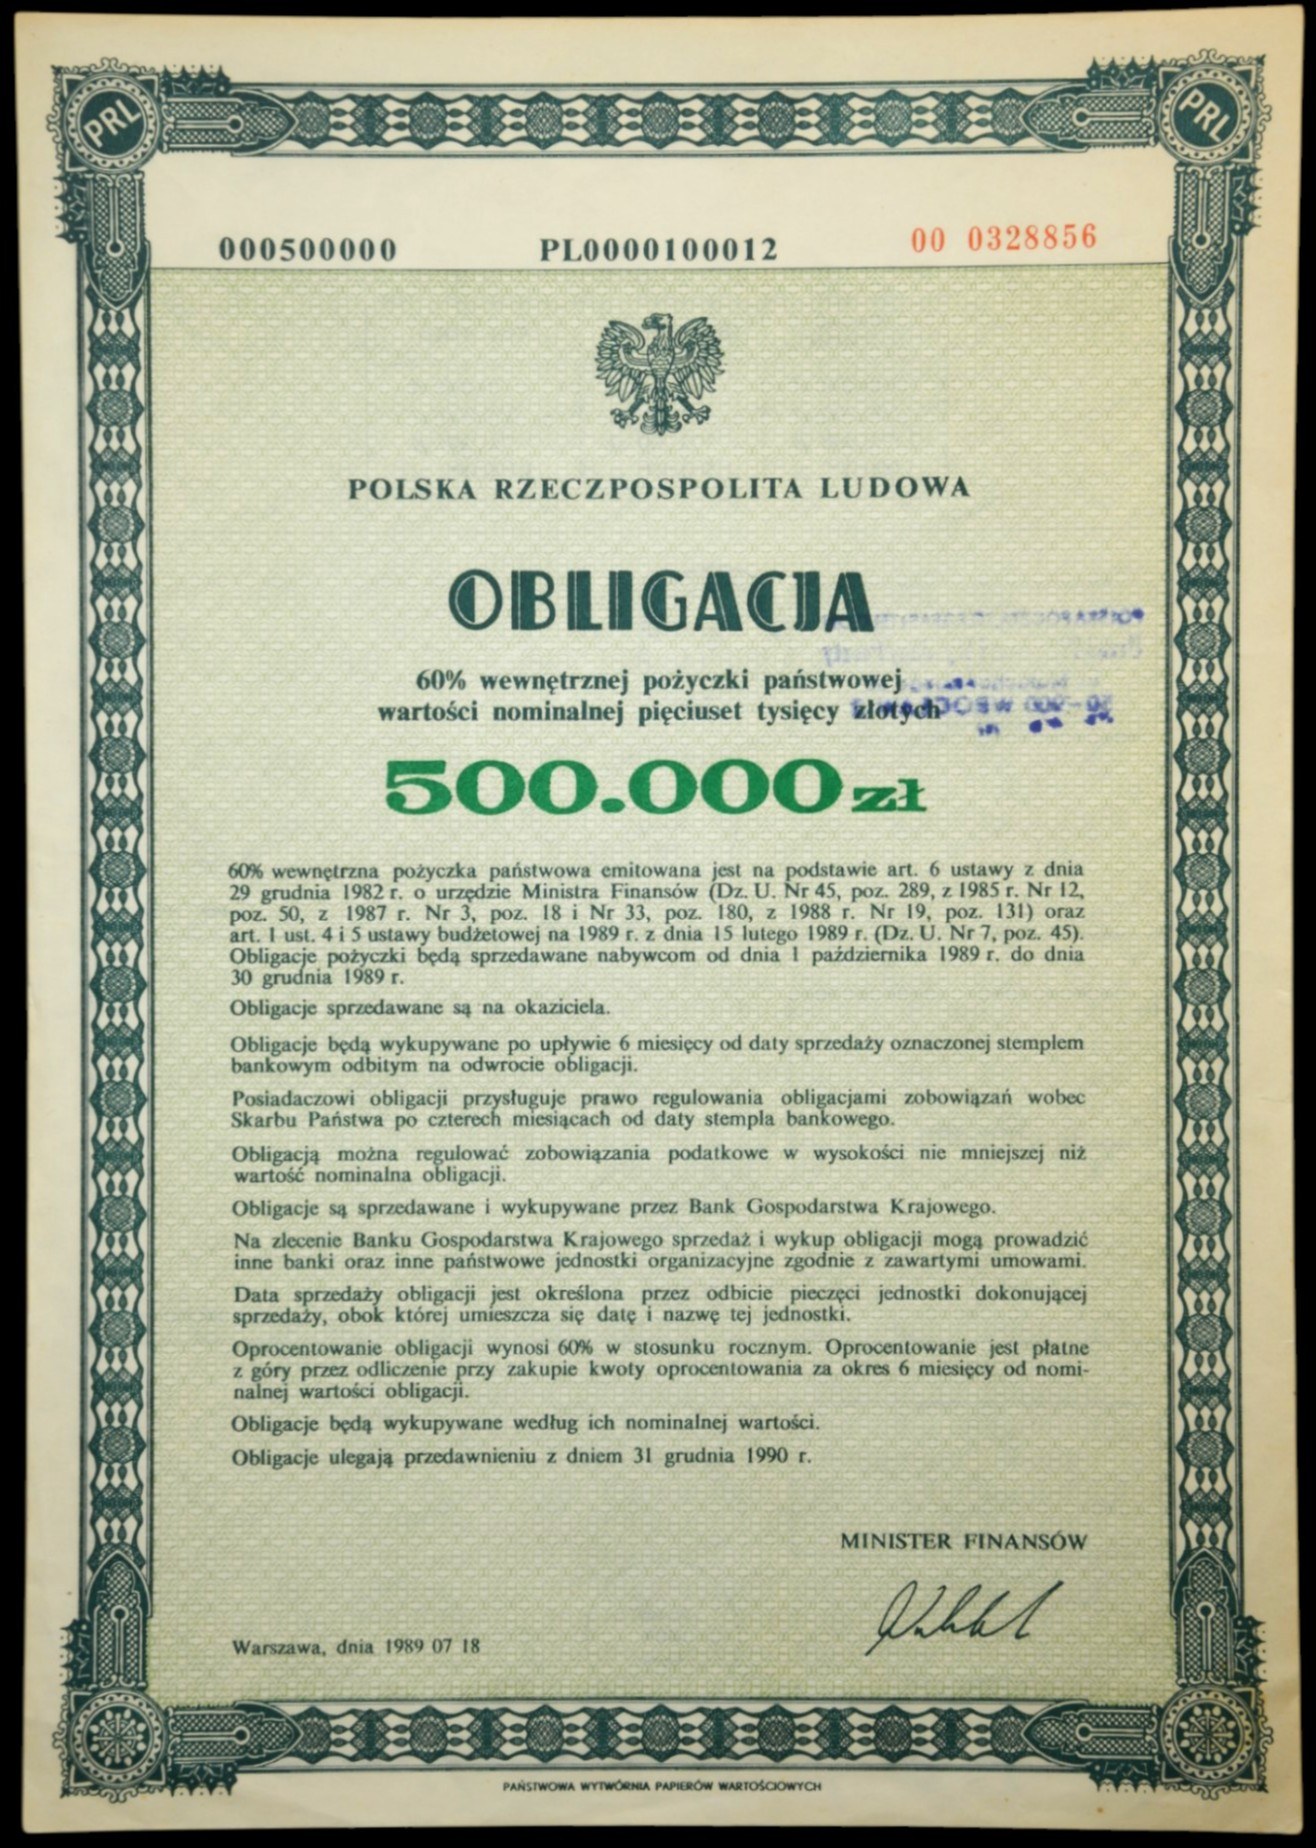 PRL
PRL
000500000 PL0000100012 00 0328856
POLSKA RZECZPOSPOLITA LUDOWA
OBLIGACJA
60% wewnętrznej pożyczki państwowej
wartości nominalnej pięciuset tysięcy złotych
500.000 zł
60% wewnętrzna pożyczka państwowa emitowana jest na podstawie art. 6 ustawy z dnia
29 grudnia 1982 r. o urzędzie Ministra Finansów (Dz. U. Nr 45, poz. 289, z 1985 r. Nr 12,
poz. 50, z 1987 r. Nr 3, poz. 18 i Nr 33, poz. 180, z 1988 r. Nr 19, poz. 131) oraz
art. 1 ust. 4 i 5 ustawy budżetowej na 1989 r. z dnia 15 lutego 1989 r. (Dz. U. Nr 7, poz. 45).
Obligacje pożyczki będą sprzedawane nabywcom od dnia 1 października 1989 r. do dnia
30 grudnia 1989 r.
Obligacje sprzedawane są na okaziciela.
Obligacje będą wykupywane po upływie 6 miesięcy od daty sprzedaży oznaczonej stemplem
bankowym odbitym na odwrocie obligacji.
Posiadaczowi obligacji przysługuje prawo regulowania obligacjami zobowiązań wobec
Skarbu Państwa po czterech miesiącach od daty stempla bankowego.
Obligacją można regulować zobowiązania podatkowe w wysokości nie mniejszej niż
wartość nominalna obligacji.
Obligacje są sprzedawane i wykupywane przez Bank Gospodarstwa Krajowego.
Na zlecenie Banku Gospodarstwa Krajowego sprzedaż i wykup obligacji mogą prowadzić
inne banki oraz inne państwowe jednostki organizacyjne zgodnie z zawartymi umowami.
Data sprzedaży obligacji jest określona przez odbicie pieczęci jednostki dokonującej
sprzedaży, obok której umieszcza się datę i nazwę tej jednostki.
Oprocentowanie obligacji wynosi 60% w stosunku rocznym. Oprocentowanie jest płatne
z góry przez odliczenie przy zakupie kwoty oprocentowania za okres 6 miesięcy od nomi-
nalnej wartości obligacji.
Obligacje będą wykupywane według ich nominalnej wartości.
Obligacje ulegają przedawnieniu z dniem 31 grudnia 1990 r.
MINISTER FINANSÓW
Warszawa, dnia 1989 07 18
PAŃSTWOWA WYTWÓRNIA PAPIERÓW WARTOŚCIOWYCH